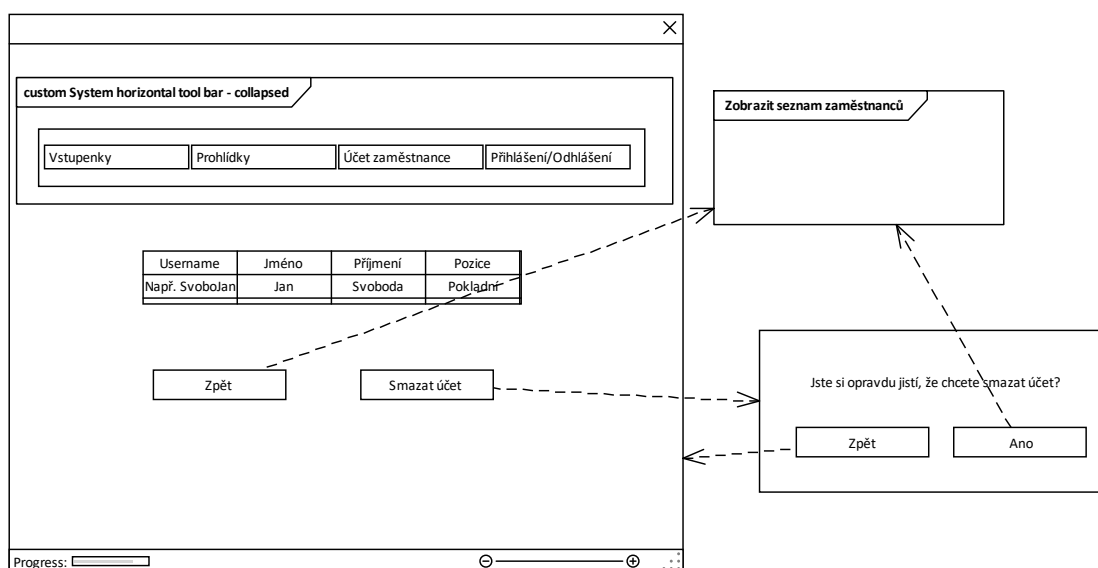 custom System horizontal tool bar - collapsed
Vstupenky Prohlídky Účet zaměstnance Přihlášení/Odhlášení
Zobrazit seznam zaměstnanců
Username Jméno Příjmení Pozice
Např. SvoboJan Jan Svoboda Pokladní
Zpět Smazat účet
Jste si opravdu jistí, že chcete smazat účet?
Zpět Ano
Progress: